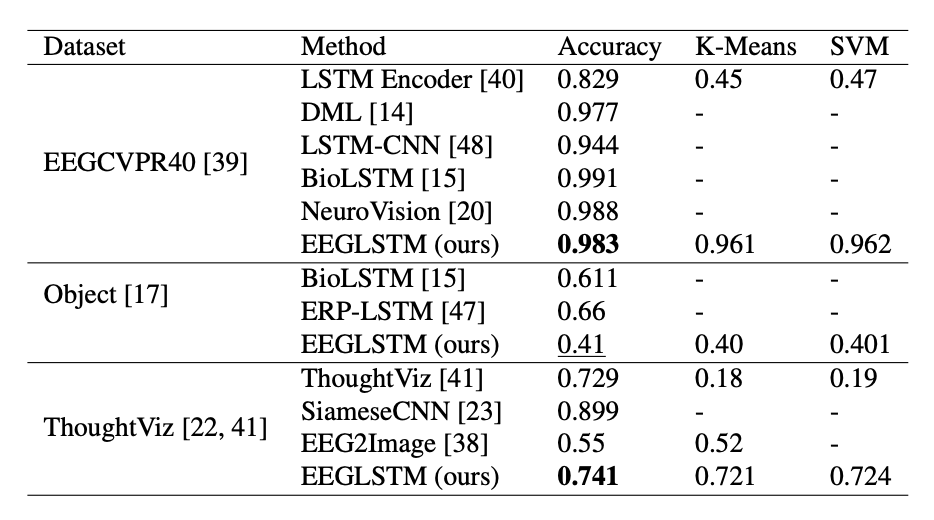 Dataset Method Accuracy K-Means SVM
LSTM Encoder [40] 0.829 0.45 0.47
DML [14] 0.977 - -
LSTM-CNN [48] 0.944 - -
EEGCVPR40 [39]
BioLSTM [15] 0.991 - -
NeuroVision [20] 0.988 - -
EEGLSTM (ours) 0.983 0.961 0.962
BioLSTM [15] 0.611 - -
Object [17]
ERP-LSTM [47] 0.66 - -
EEGLSTM (ours) 0.41 0.40 0.401
ThoughtViz [41] 0.729 0.18 0.19
SiameseCNN [23] 0.899 - -
ThoughtViz [22, 41]
EEG2Image [38] 0.55 0.52 -
EEGLSTM (ours) 0.741 0.721 0.724